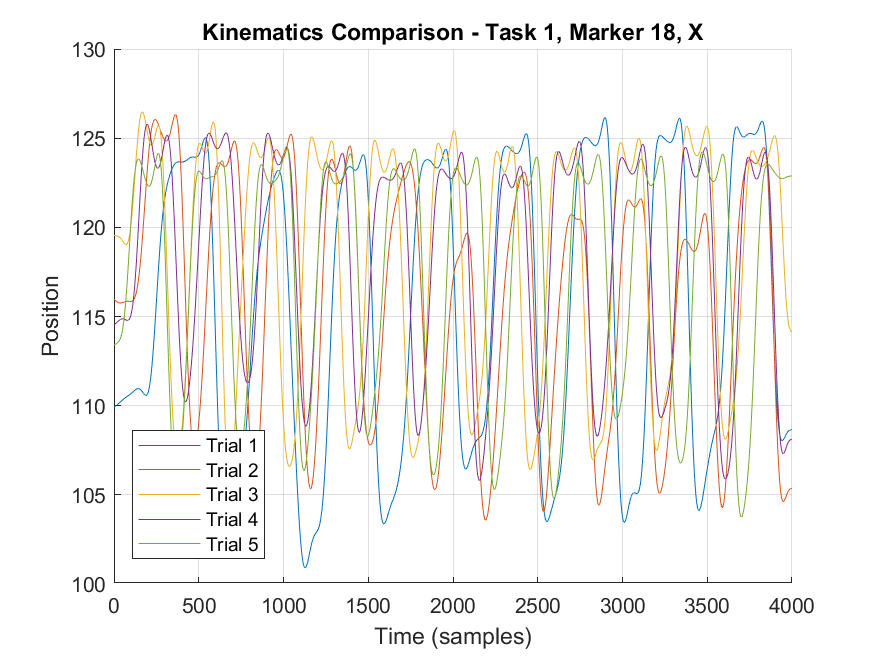 Kinematics Comparison - Task 1, Marker 18, X
130
125
120
115
110
105
100
Position
Trial 1
Trial 2
Trial 3
Trial 4
Trial 5
0 500 1000 1500 2000 2500 3000 3500 4000
Time (samples)